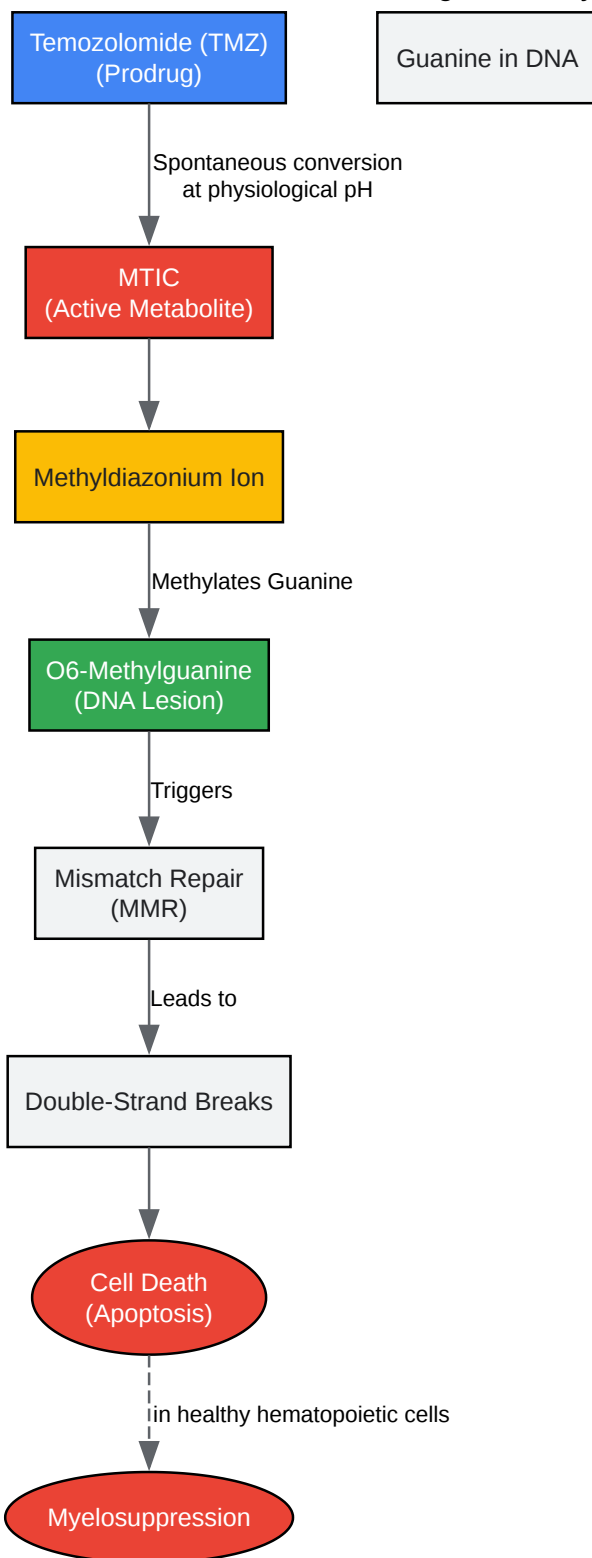 Temozolomide (TMZ)
(Prodrug)
Guanine in DNA
Spontaneous conversion
at physiological pH
MTIC
(Active Metabolite)
Methyldiazonium Ion
Methylates Guanine
O6-Methylguanine
(DNA Lesion)
Triggers
Mismatch Repair
(MMR)
Leads to
Double-Strand Breaks
Cell Death
(Apoptosis)
in healthy hematopoietic cells
Myelosuppression